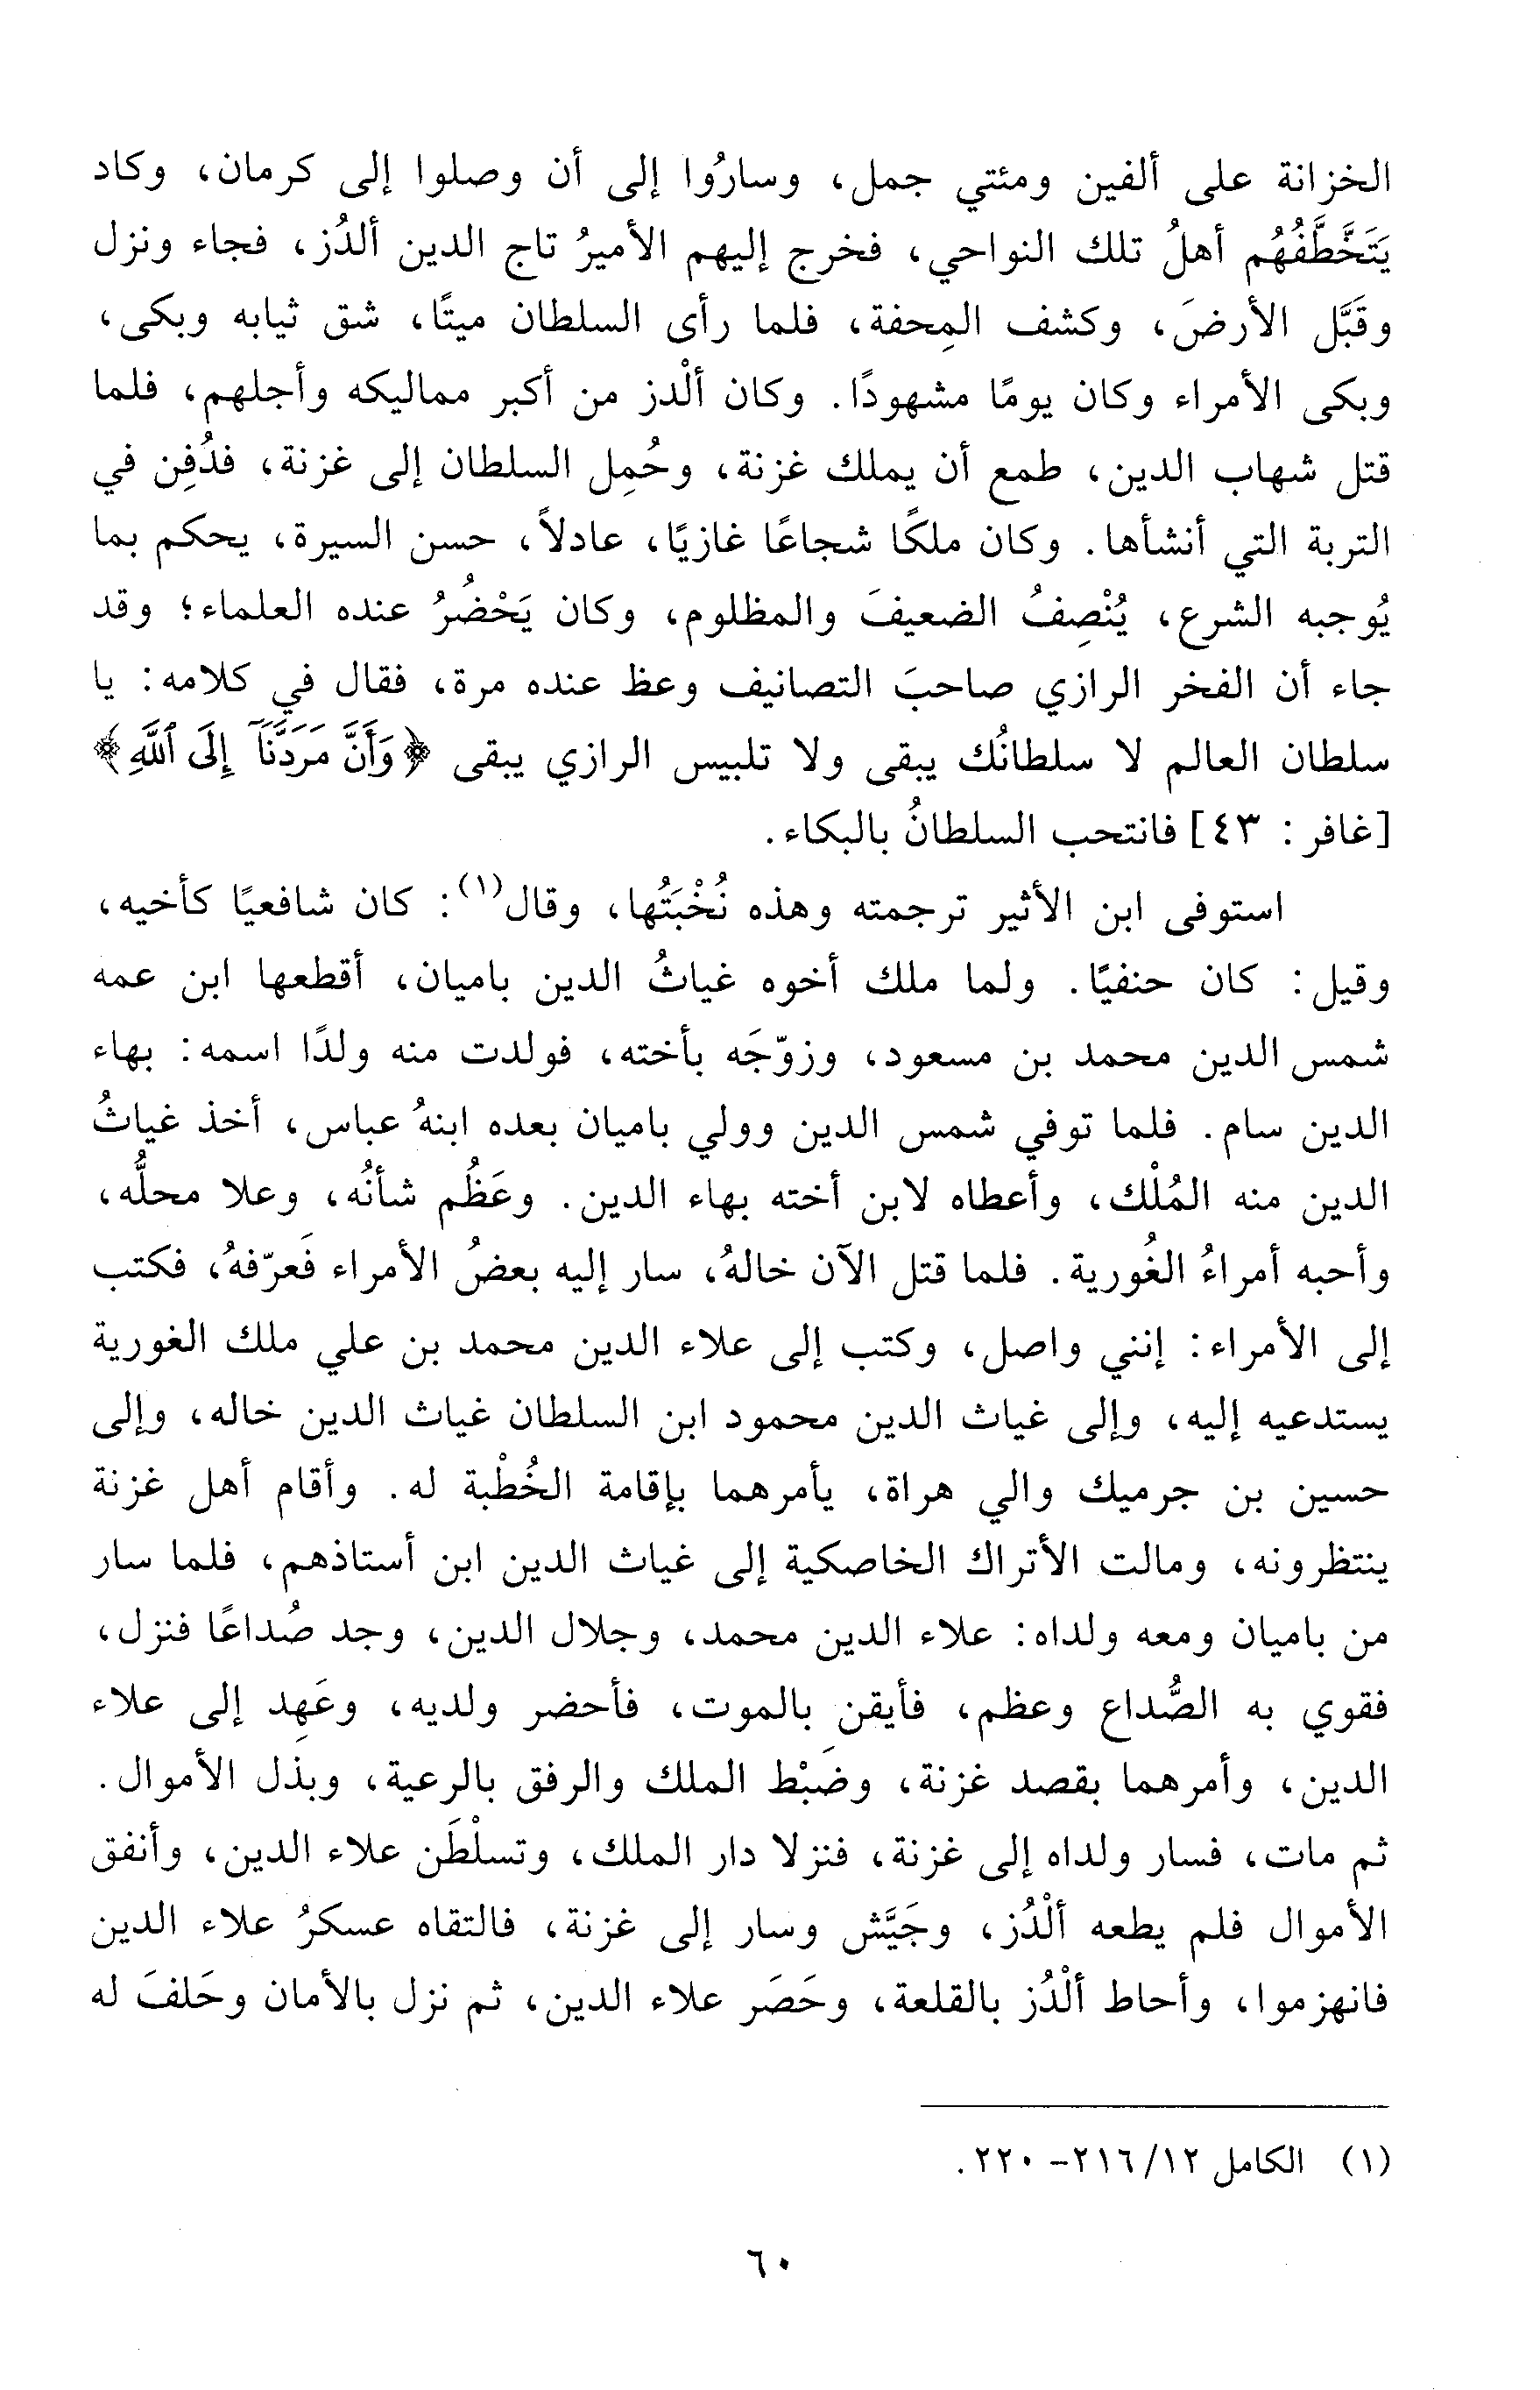 الخزانة على ألفين ومئتي جمل، وسارُوا إلى أن وصلوا إلى كرمان، وكاد
يَتَخَّطَّفُهُم أهلُ تلك النواحي، فخرج إليهم الأميرُ تاج الدين ألدُز، فجاء ونزل
وقَبَّل الأرضَ، وكشف المِحفة، فلما رأى السلطان ميتًا، شق ثيابه وبكى،
وبكى الأمراء وكان يومًا مشهودًا. وكان ألْدز من أكبر مماليكه وأجلهم، فلما
قتل شهاب الدين، طمع أن يملك غزنة، وحُمِل السلطان إلى غزنة، فدُفِن في
التربة التي أنشأها. وكان ملكًا شجاعًا غازيًا، عادلاً، حسن السيرة، يحكم بما
يُوجبه الشرع، يُنْصِفُ الضعيفَ والمظلوم، وكان يَحْضُرُ عنده العلماء؛ وقد
جاء أن الفخر الرازي صاحبَ التصانيف وعظ عنده مرة، فقال في كلامه: يا
سلطان العالم لا سلطانُك يبقى ولا تلبيس الرازي يبقى ﴿وَأَنَّ مَرَدَّنَآ إِلَى ٱللَّهِ﴾
[غافر: ٤٣] فانتحب السلطانُ بالبكاء.
استوفى ابن الأثير ترجمته وهذه نُخْبَتُها، وقال(١): كان شافعيًا كأخيه،
وقيل: كان حنفيًا. ولما ملك أخوه غياثُ الدين باميان، أقطعها ابن عمه
شمس الدين محمد بن مسعود، وزوّجَه بأخته، فولدت منه ولدًا اسمه: بهاء
الدين سام. فلما توفي شمس الدين وولي باميان بعده ابنهُ عباس، أخذ غياثُ
الدين منه المُلْك، وأعطاه لابن أخته بهاء الدين. وعَظُم شأنُه، وعلا محلُّه،
وأحبه أمراءُ الغُورية. فلما قتل الآن خالهُ، سار إليه بعضُ الأمراء فَعرّفهُ، فكتب
إلى الأمراء: إنني واصل، وكتب إلى علاء الدين محمد بن علي ملك الغورية
يستدعيه إليه، وإلى غياث الدين محمود ابن السلطان غياث الدين خاله، وإلى
حسين بن جرميك والي هراة، يأمرهما بإقامة الخُطْبة له. وأقام أهل غزنة
ينتظرونه، ومالت الأتراك الخاصكية إلى غياث الدين ابن أستاذهم، فلما سار
من باميان ومعه ولداه: علاء الدين محمد، وجلال الدين، وجد صُداعًا فنزل،
فقوي به الصُّداع وعظم، فأيقن بالموت، فأحضر ولديه، وعَهِد إلى علاء
الدين، وأمرهما بقصد غزنة، وضَبْط الملك والرفق بالرعية، وبذل الأموال.
ثم مات، فسار ولداه إلى غزنة، فنزلا دار الملك، وتسلْطَن علاء الدين، وأنفق
الأموال فلم يطعه ألْدُز، وجَيَّش وسار إلى غزنة، فالتقاه عسكرُ علاء الدين
فانهزموا، وأحاط ألْدُز بالقلعة، وحَصَر علاء الدين، ثم نزل بالأمان وحَلفَ له
(١) الكامل ١٢/ ٢١٦- ٢٢٠.
٦٠